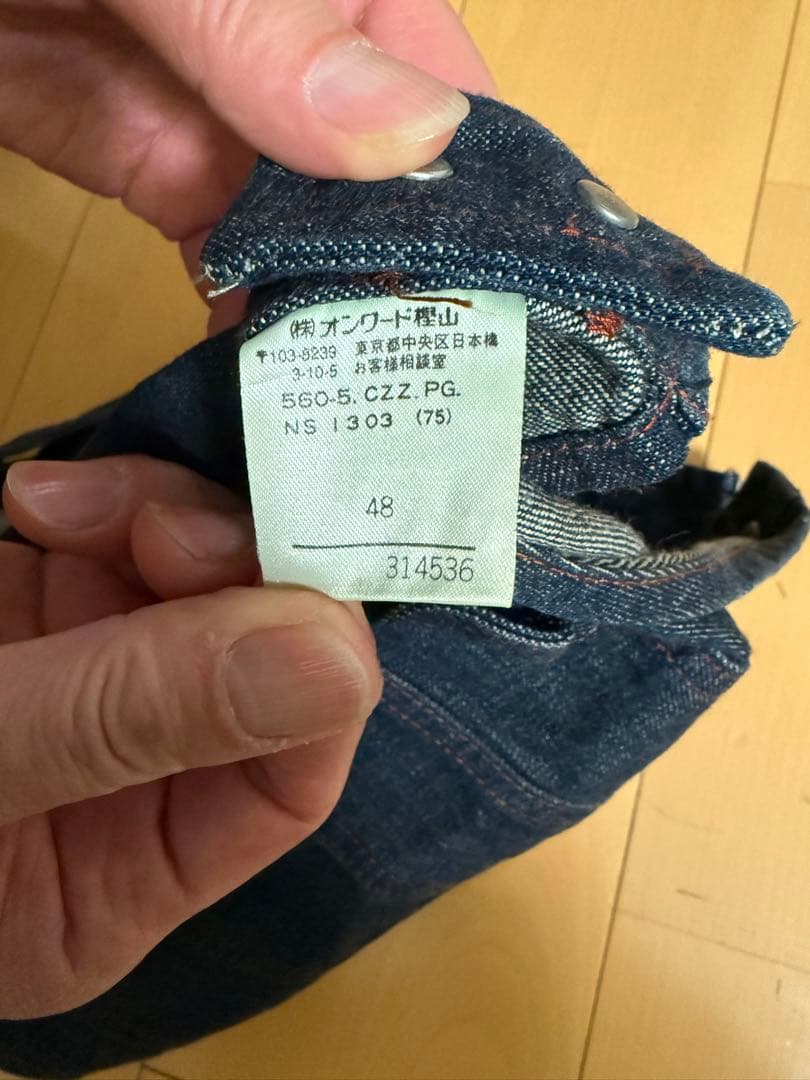 (株)オンワード樫山
〒103-8239 東京都中央区日本橋
3-10-5 お客様相談室
560-5. CZZ. PG.
NS 1303 (75)
48
314536